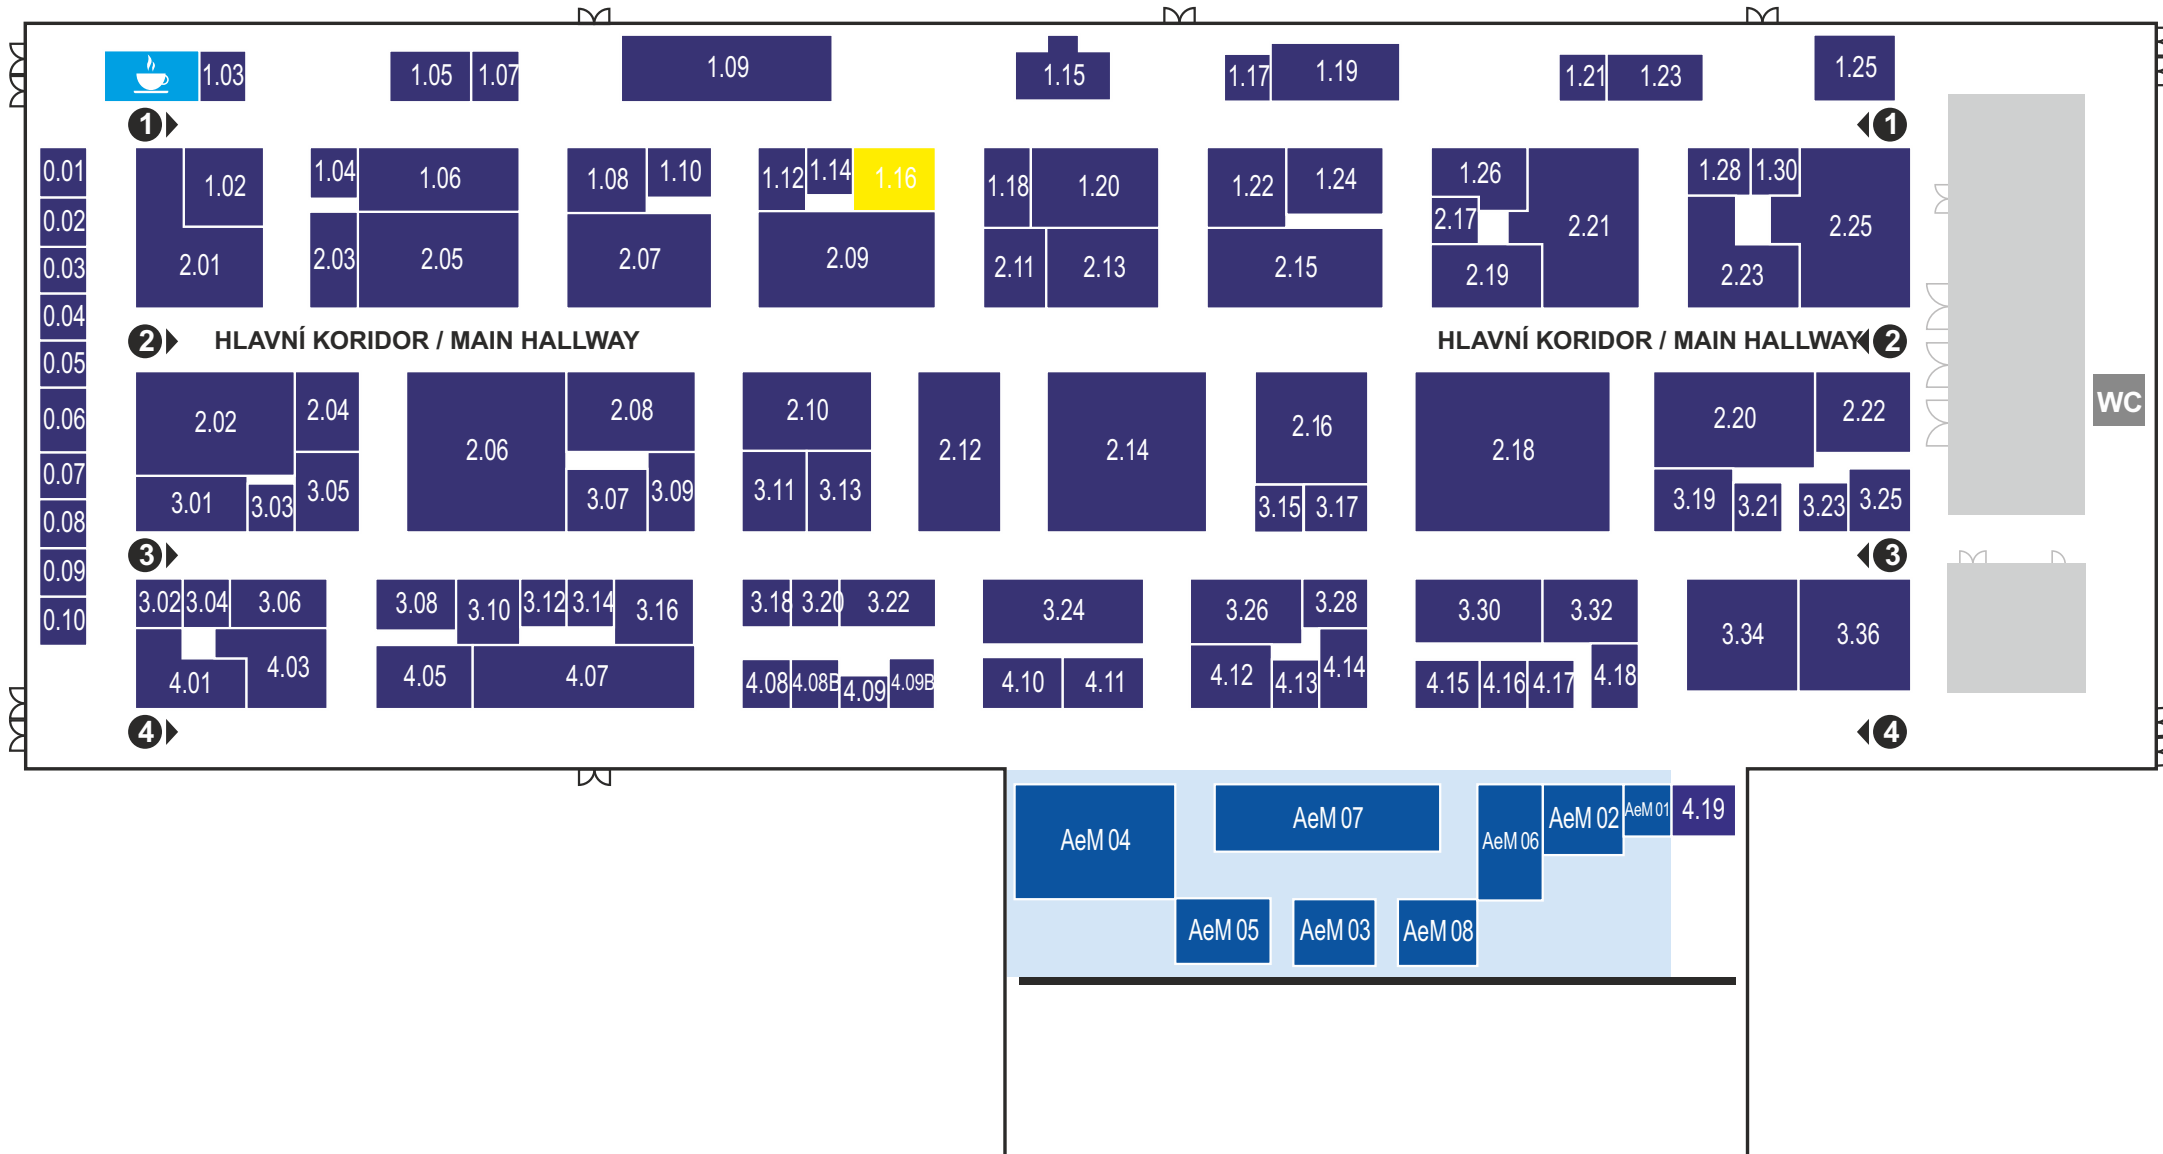 1.03 1.05 1.07 1.09 1.15 1.17 1.19 1.21 1.23 1.25
1 1
0.01 1.02 1.04 1.06 1.08 1.10 1.12 1.14 1.16 1.18 1.20 1.22 1.24 1.26 1.28 1.30
0.02 2.17 2.21 2.25
0.03 2.01 2.03 2.05 2.07 2.09 2.11 2.13 2.15 2.19 2.23
0.04
2 HLAVNÍ KORIDOR / MAIN HALLWAY HLAVNÍ KORIDOR / MAIN HALLWAY 2
0.05
0.06 2.02 2.04 2.06 2.08 2.10 2.12 2.14 2.16 2.18 2.20 2.22 WC
0.07 3.01 3.03 3.05 3.07 3.09 3.11 3.13 3.15 3.17 3.19 3.21 3.23 3.25
0.08
3 3
0.09
3.02 3.04 3.06 3.08 3.10 3.12 3.14 3.16 3.18 3.20 3.22 3.24 3.26 3.28 3.30 3.32 3.34 3.36
0.10
4.01 4.03 4.05 4.07 4.08 4.08B 4.09 4.09B 4.10 4.11 4.12 4.13 4.14 4.15 4.16 4.17 4.18
4 4
AeM 04 AeM 07 AeM 06 AeM 02 AeM 01 4.19
AeM 05 AeM 03 AeM 08